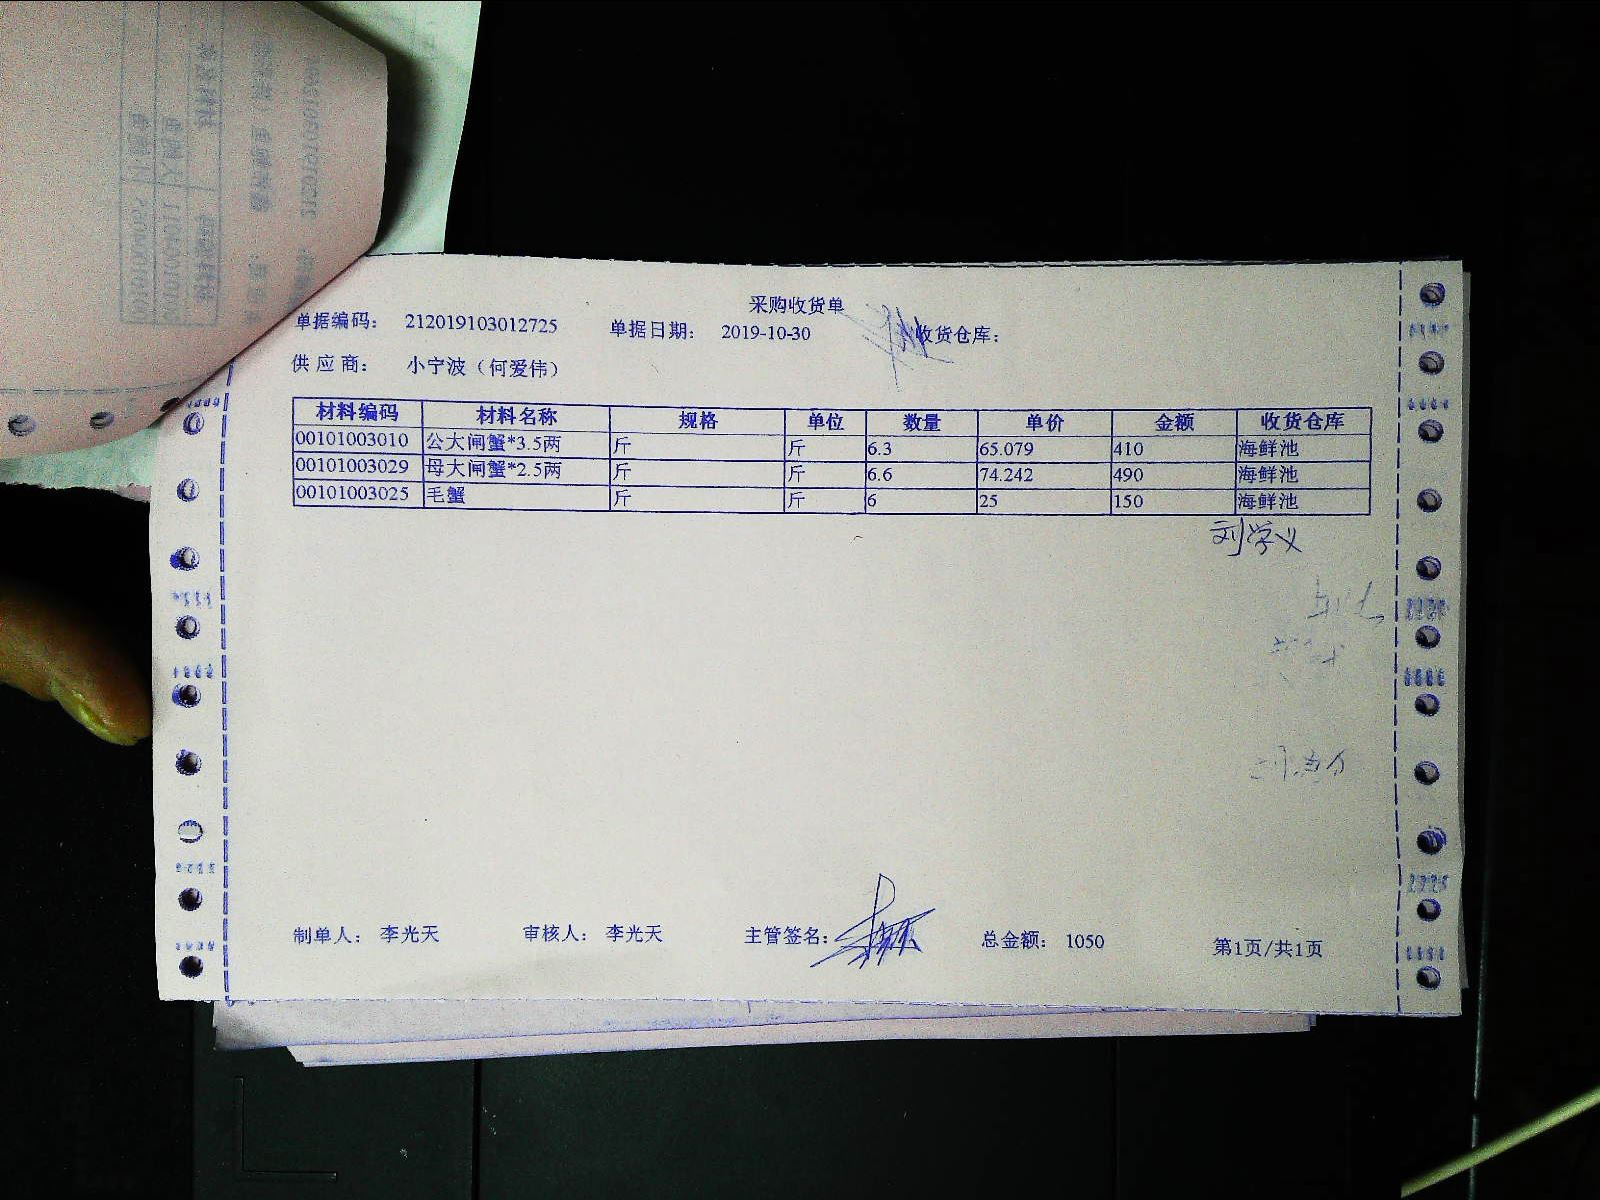 采购收货单
单据编码： 212019103012725 单据日期： 2019-10-30 收货仓库：
供应商： 小宁波（何爱伟）
材料编码 材料名称 规格 单位 数量 单价 金额 收货仓库
00101003010 公大闸蟹*3.5两 斤 斤 6.3 65.079 410 海鲜池
00101003029 母大闸蟹*2.5两 斤 斤 6.6 74.242 490 海鲜池
00101003025 毛蟹 斤 斤 6 25 150 海鲜池
刘学义
制单人： 李光天 审核人： 李光天 主管签名： 总金额： 1050 第1页/共1页